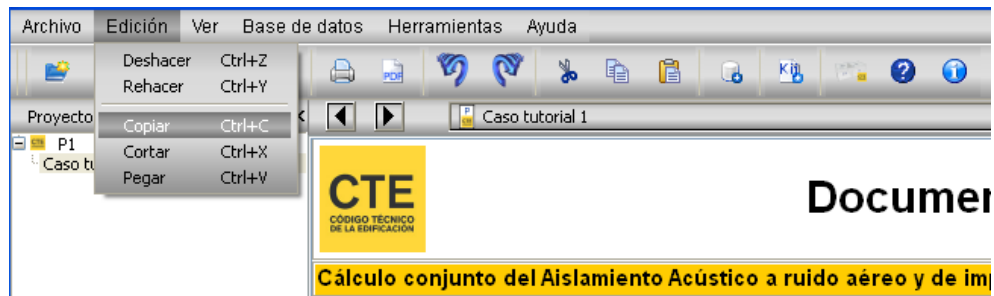 Archivo Edición Ver Base de datos Herramientas Ayuda
Deshacer Ctrl+Z
Rehacer Ctrl+Y
Copiar Ctrl+C
Cortar Ctrl+X
Pegar Ctrl+V
PDF
Proyecto
Caso tutorial 1
CTE P1
Caso tu
CTE
CÓDIGO TÉCNICO
DE LA EDIFICACIÓN
Documen
Cálculo conjunto del Aislamiento Acústico a ruido aéreo y de imp